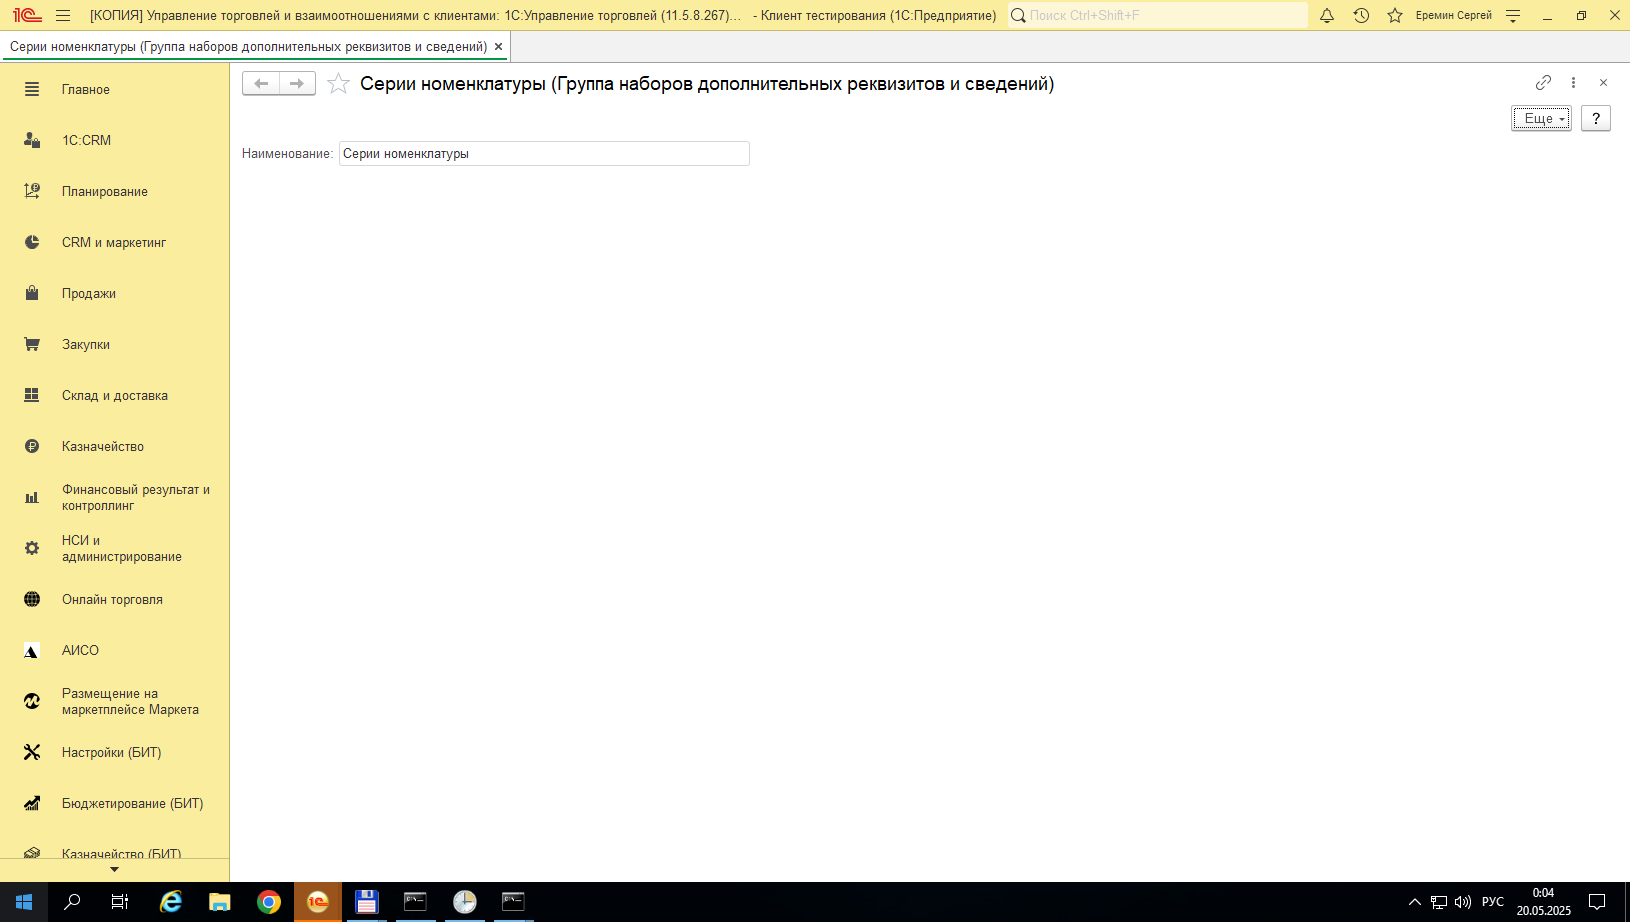 [КОПИЯ] Управление торговлей и взаимоотношениями с клиентами: 1С:Управление торговлей (11.5.8.267)... - Клиент тестирования (1С:Предприятие)
Поиск Ctrl+Shift+F
Еремин Сергей
Серии номенклатуры (Группа наборов дополнительных реквизитов и сведений)
Главное
1С:CRM
Планирование
CRM и маркетинг
Продажи
Закупки
Склад и доставка
Казначейство
Финансовый результат и
контроллинг
НСИ и
администрирование
Онлайн торговля
АИСО
Размещение на
маркетплейсе Маркета
Настройки (БИТ)
Бюджетирование (БИТ)
Казначейство (БИТ)
Серии номенклатуры (Группа наборов дополнительных реквизитов и сведений)
Еще
?
Наименование: Серии номенклатуры
РУС
0:04
20.05.2025